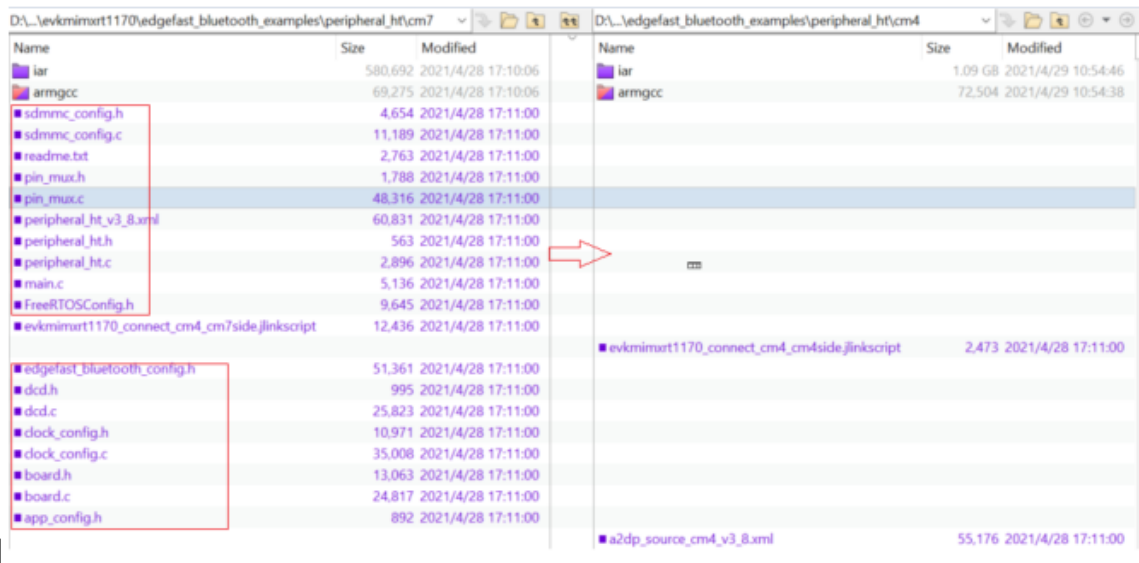 D:\...\evkmimxrt1170\edgefast_bluetooth_examples\peripheral_ht\cm7 D:\...\edgefast_bluetooth_examples\peripheral_ht\cm4
Name Size Modified Name Size Modified
iar 580,692 2021/4/28 17:10:06 iar 1.09 GB 2021/4/29 10:54:46
armgcc 69,275 2021/4/28 17:10:06 armgcc 72,504 2021/4/29 10:54:38
sdmmc_config.h 4,654 2021/4/28 17:11:00
sdmmc_config.c 11,189 2021/4/28 17:11:00
readme.txt 2,763 2021/4/28 17:11:00
pin_mux.h 1,788 2021/4/28 17:11:00
pin_mux.c 48,316 2021/4/28 17:11:00
peripheral_ht_v3_8.xml 60,831 2021/4/28 17:11:00
peripheral_ht.h 563 2021/4/28 17:11:00
peripheral_ht.c 2,896 2021/4/28 17:11:00
main.c 5,136 2021/4/28 17:11:00
FreeRTOSConfig.h 9,645 2021/4/28 17:11:00
evkmimxrt1170_connect_cm4_cm7side.jlinkscript 12,436 2021/4/28 17:11:00
evkmimxrt1170_connect_cm4_cm4side.jlinkscript 2,473 2021/4/28 17:11:00
edgefast_bluetooth_config.h 51,361 2021/4/28 17:11:00
dcd.h 995 2021/4/28 17:11:00
dcd.c 25,823 2021/4/28 17:11:00
clock_config.h 10,971 2021/4/28 17:11:00
clock_config.c 35,008 2021/4/28 17:11:00
board.h 13,063 2021/4/28 17:11:00
board.c 24,817 2021/4/28 17:11:00
app_config.h 892 2021/4/28 17:11:00
a2dp_source_cm4_v3_8.xml 55,176 2021/4/28 17:11:00